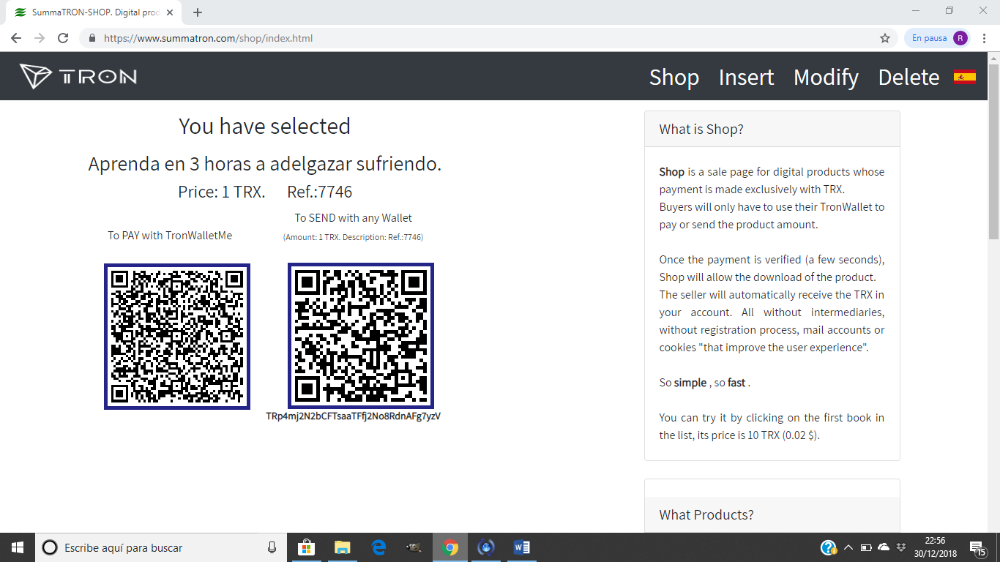 SummaTRON-SHOP. Digital prod
https://www.summatron.com/shop/index.html
En pausa R
TRON
Shop Insert Modify Delete
You have selected
Aprenda en 3 horas a adelgazar sufriendo.
Price: 1 TRX. Ref.:7746
To PAY with TronWalletMe
To SEND with any Wallet
(Amount: 1 TRX. Description: Ref.:7746)
TRp4mj2N2bCFTsaaTFfj2No8RdnAFg7yzV
What is Shop?
Shop is a sale page for digital products whose
payment is made exclusively with TRX.
Buyers will only have to use their TronWallet to
pay or send the product amount.
Once the payment is verified (a few seconds),
Shop will allow the download of the product.
The seller will automatically receive the TRX in
your account. All without intermediaries,
without registration process, mail accounts or
cookies "that improve the user experience".
So simple , so fast .
You can try it by clicking on the first book in
the list, its price is 10 TRX (0.02 $).
What Products?
Escribe aquí para buscar
22:56
30/12/2018
15